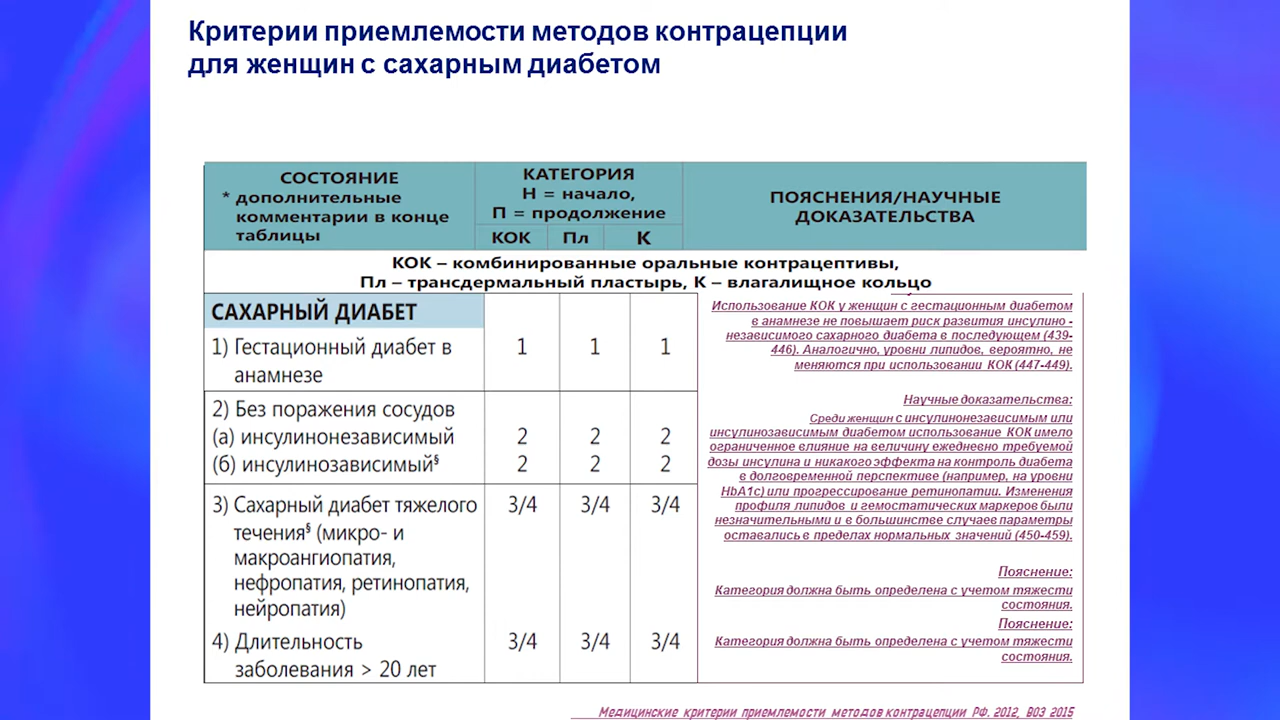 Критерии приемлемости методов контрацепции
для женщин с сахарным диабетом
СОСТОЯНИЕ
* дополнительные
комментарии в конце
таблицы
КАТЕГОРИЯ
Н = начало,
П = продолжение
КОК Пл К
ПОЯСНЕНИЯ/НАУЧНЫЕ
ДОКАЗАТЕЛЬСТВА
КОК – комбинированные оральные контрацептивы,
Пл – трансдермальный пластырь, К – влагалищное кольцо
САХАРНЫЙ ДИАБЕТ
1) Гестационный диабет в 1 1 1
анамнезе
2) Без поражения сосудов
(а) инсулинонезависимый 2 2 2
(б) инсулинозависимый§ 2 2 2
3) Сахарный диабет тяжелого 3/4 3/4 3/4
течения§ (микро- и
макроангиопатия,
нефропатия, ретинопатия,
нейропатия)
4) Длительность 3/4 3/4 3/4
заболевания > 20 лет
Использование КОК у женщин с гестационным диабетом
в анамнезе не повышает риск развития инсулино -
независимого сахарного диабета в последующем (439-
446). Аналогично, уровни липидов, вероятно, не
меняются при использовании КОК (447-449).
Научные доказательства:
Среди женщин с инсулинонезависимым или
инсулинозависимым диабетом использование КОК имело
ограниченное влияние на величину ежедневно требуемой
дозы инсулина и никакого эффекта на контроль диабета
в долговременной перспективе (например, на уровни
HbA1c) или прогрессирование ретинопатии. Изменения
профиля липидов и гемостатических маркеров были
незначительными и в большинстве случаев параметры
оставались в пределах нормальных значений (450-459).
Пояснение:
Категория должна быть определена с учетом тяжести
состояния.
Пояснение:
Категория должна быть определена с учетом тяжести
состояния.
Медицинские критерии приемлемости методов контрацепции РФ. 2012, ВОЗ 2015